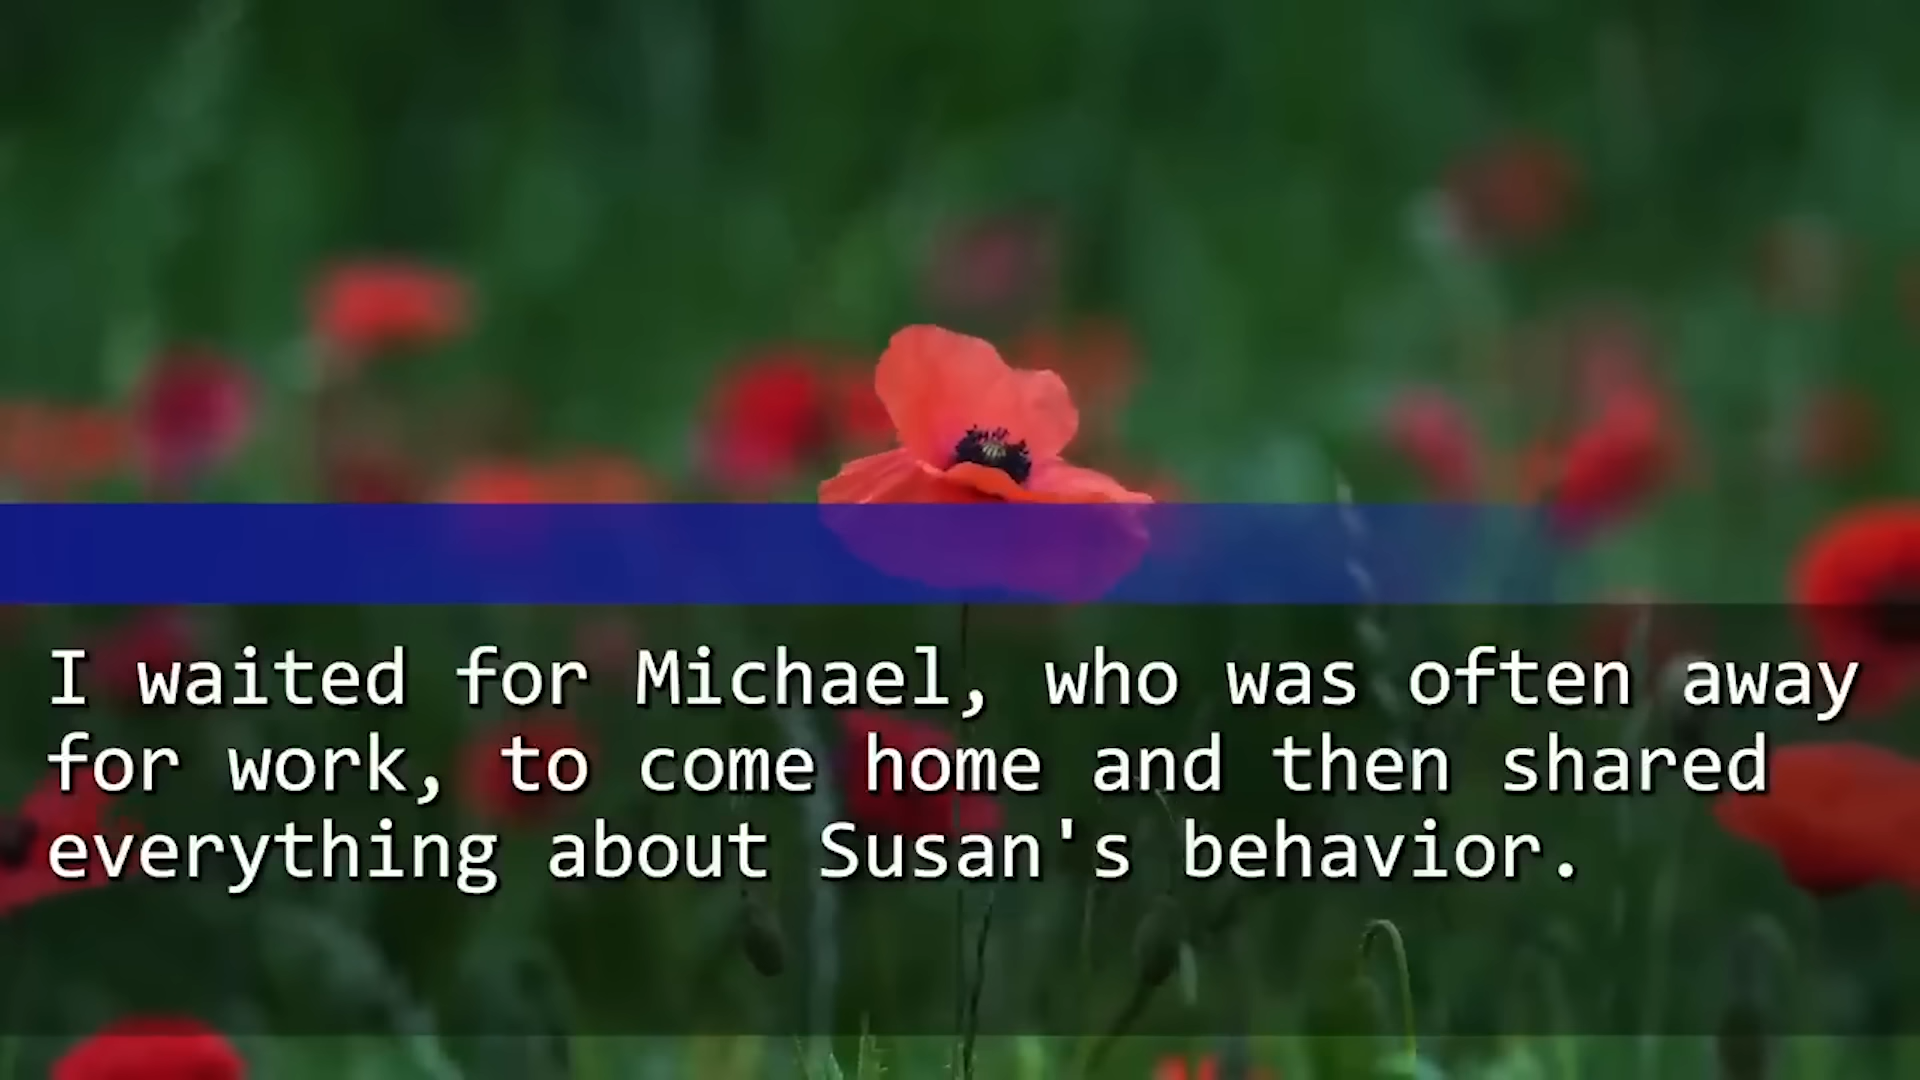 I waited for Michael, who was often away
for work, to come home and then shared
everything about Susan's behavior.